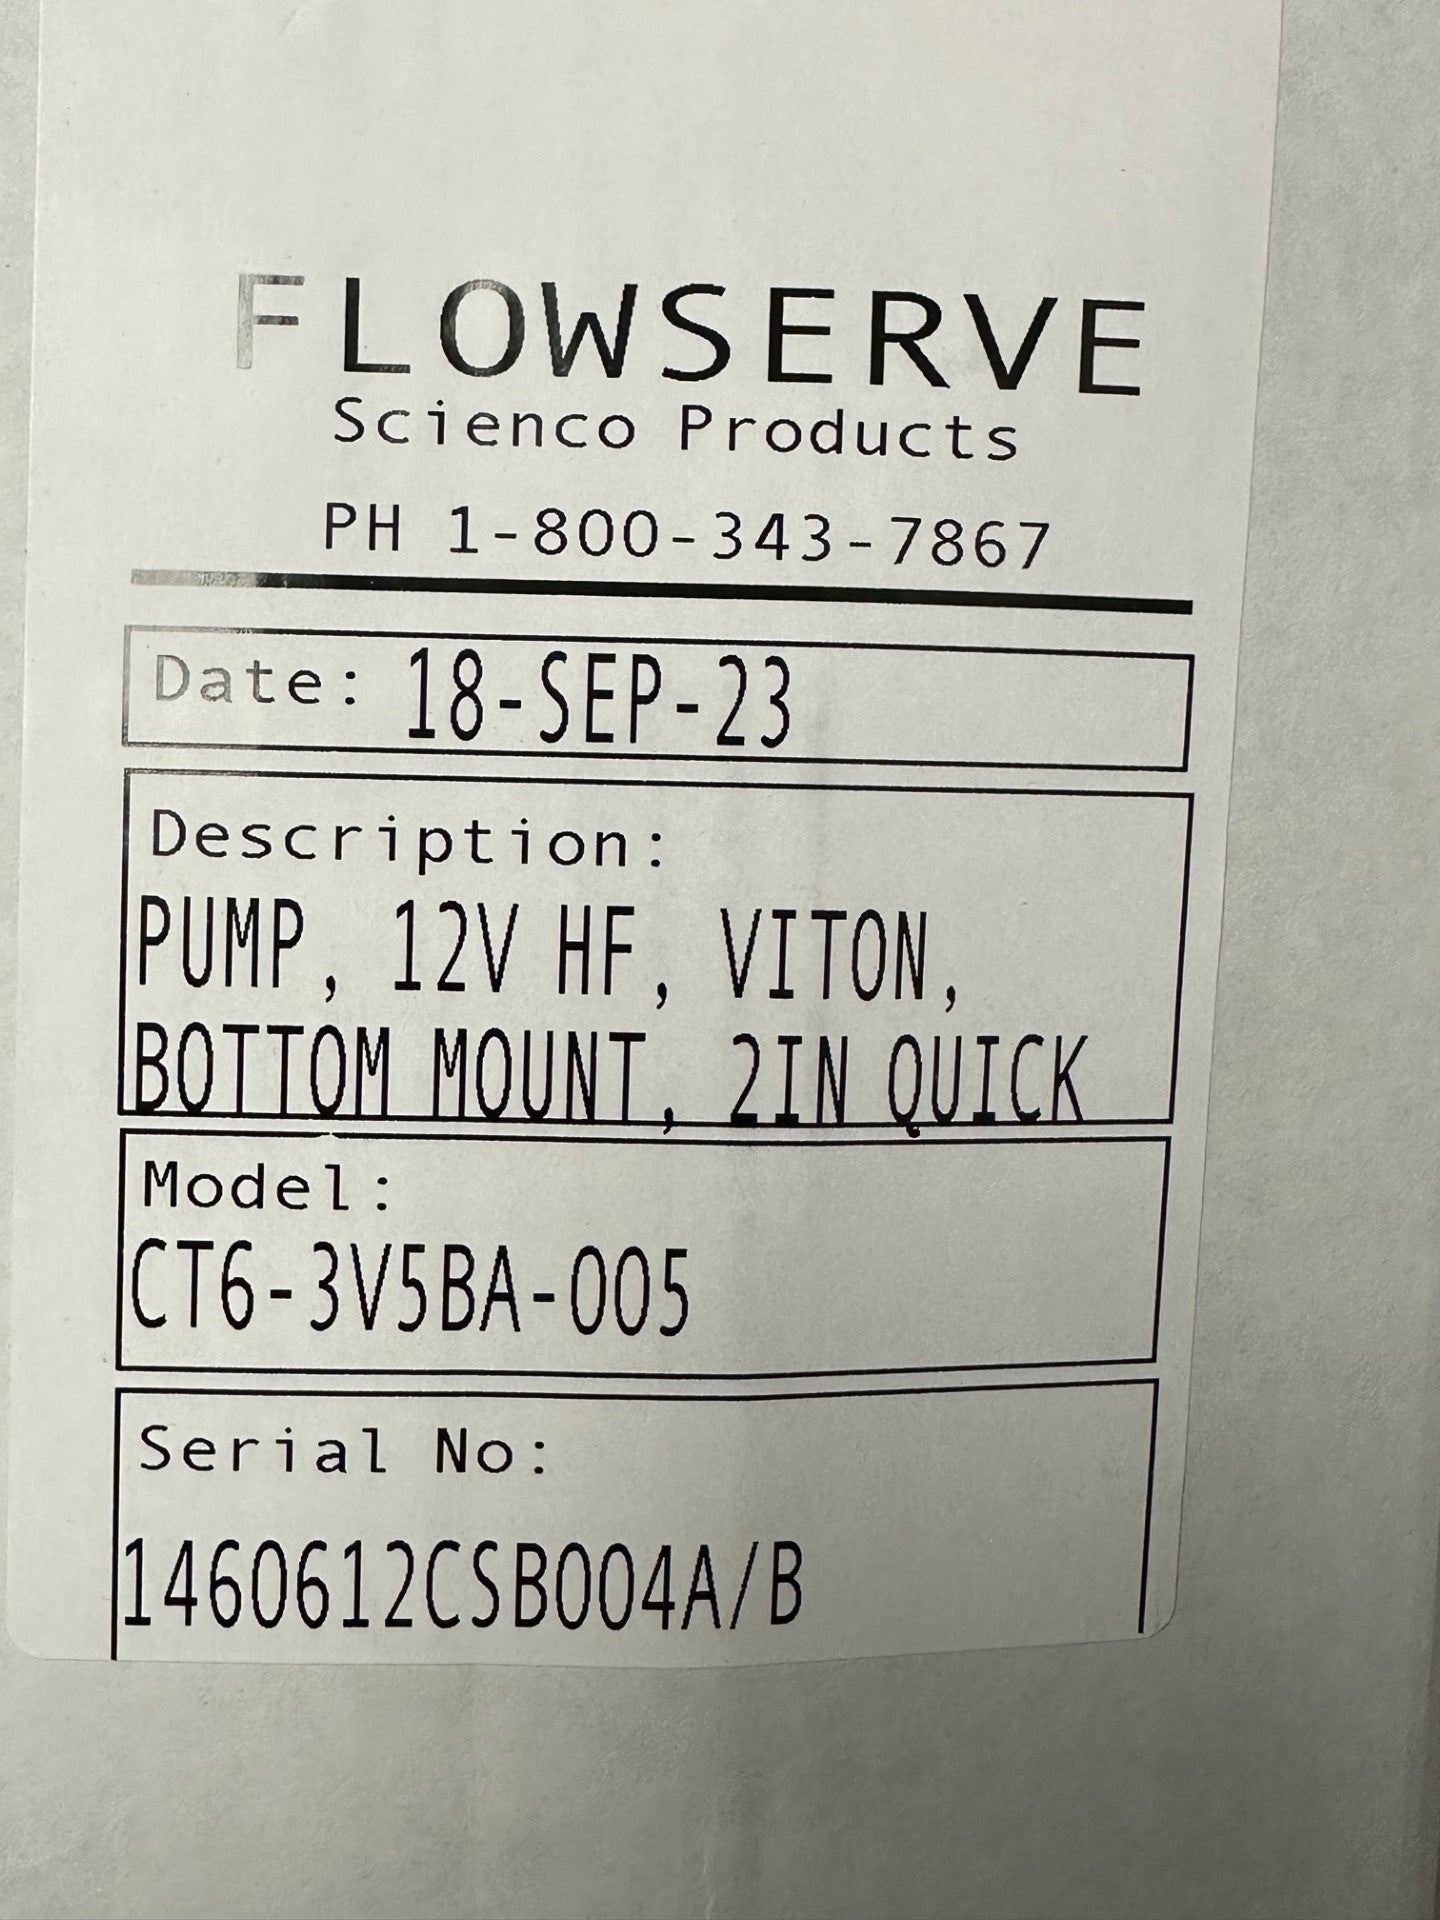 FLOWSERVE
Scienco Products
PH 1-800-343-7867
Date: 18-SEP-23
Description:
PUMP, 12V HF, VITON,
BOTTOM MOUNT, 2IN QUICK
Model:
CT6-3V5BA-005
Serial No:
1460612CSB004A/B